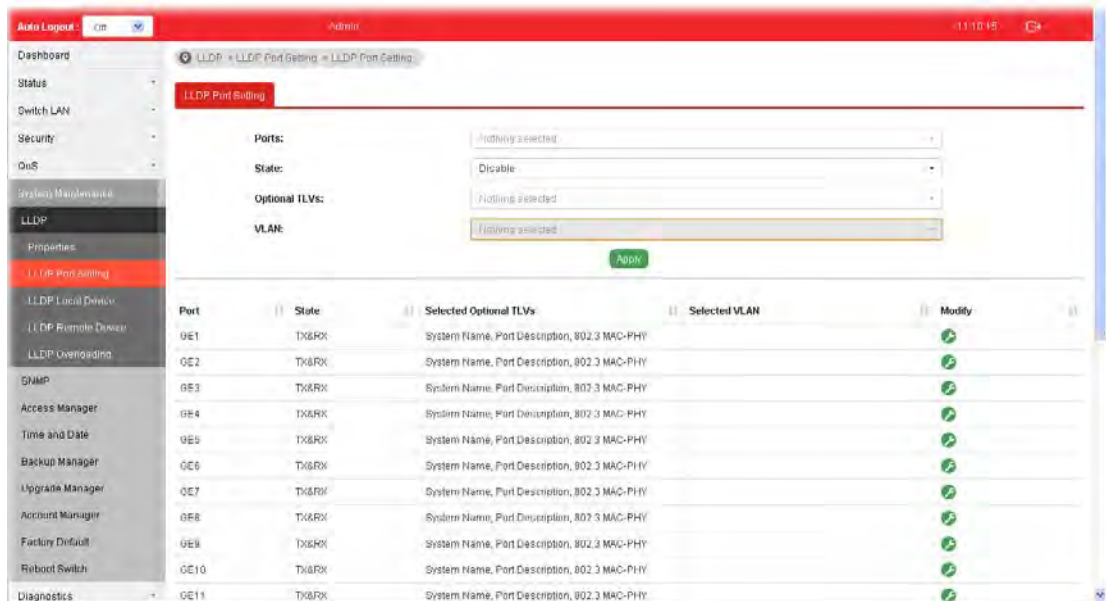 Auto Logout : Off Admin 11:10:15
Dashboard
Status
Switch LAN
Security
QoS
System Maintenance
LLDP
Properties
LLDP Port Setting
LLDP Local Device
LLDP Remote Device
LLDP Overloading
SNMP
Access Manager
Time and Date
Backup Manager
Upgrade Manager
Account Manager
Factory Default
Reboot Switch
Diagnostics
LLDP » LLDP Port Setting » LLDP Port Setting
LLDP Port Setting
Ports: Nothing selected
State: Disable
Optional TLVs: Nothing selected
VLAN: Nothing selected
Apply
Port State Selected Optional TLVs Selected VLAN Modify
GE1 TX&RX System Name, Port Description, 802.3 MAC-PHY
GE2 TX&RX System Name, Port Description, 802.3 MAC-PHY
GE3 TX&RX System Name, Port Description, 802.3 MAC-PHY
GE4 TX&RX System Name, Port Description, 802.3 MAC-PHY
GE5 TX&RX System Name, Port Description, 802.3 MAC-PHY
GE6 TX&RX System Name, Port Description, 802.3 MAC-PHY
GE7 TX&RX System Name, Port Description, 802.3 MAC-PHY
GE8 TX&RX System Name, Port Description, 802.3 MAC-PHY
GE9 TX&RX System Name, Port Description, 802.3 MAC-PHY
GE10 TX&RX System Name, Port Description, 802.3 MAC-PHY
GE11 TX&RX System Name, Port Description, 802.3 MAC-PHY